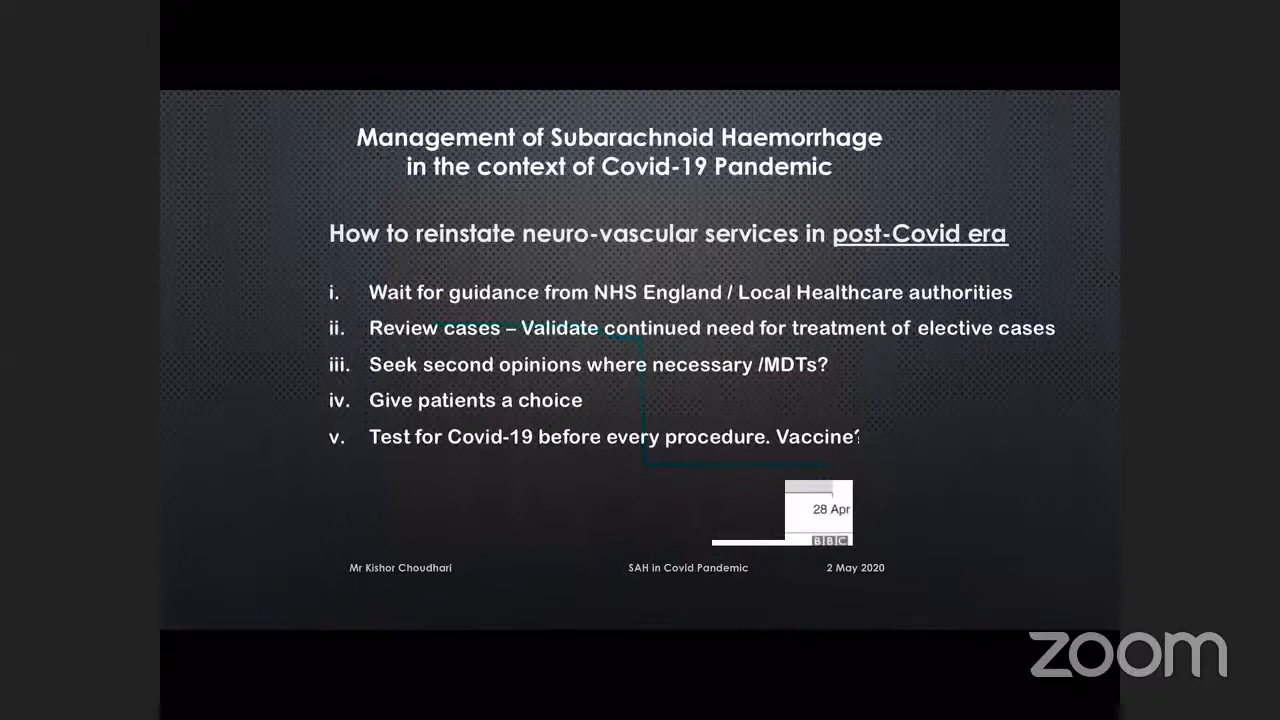 Management of Subarachnoid Haemorrhage
in the context of Covid-19 Pandemic
How to reinstate neuro-vascular services in post-Covid era
i. Wait for guidance from NHS England / Local Healthcare authorities
ii. Review cases – Validate continued need for treatment of elective cases
iii. Seek second opinions where necessary /MDTs?
iv. Give patients a choice
v. Test for Covid-19 before every procedure. Vaccine?
28 Apr
BBC
Mr Kishor Choudhari SAH in Covid Pandemic 2 May 2020
zoom